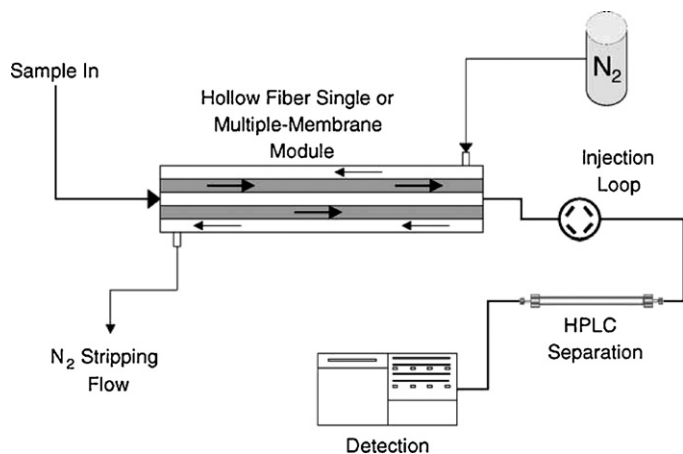 Sample In
Hollow Fiber Single or
Multiple-Membrane
Module
N₂
Injection
Loop
HPLC
Separation
N₂ Stripping
Flow
Detection